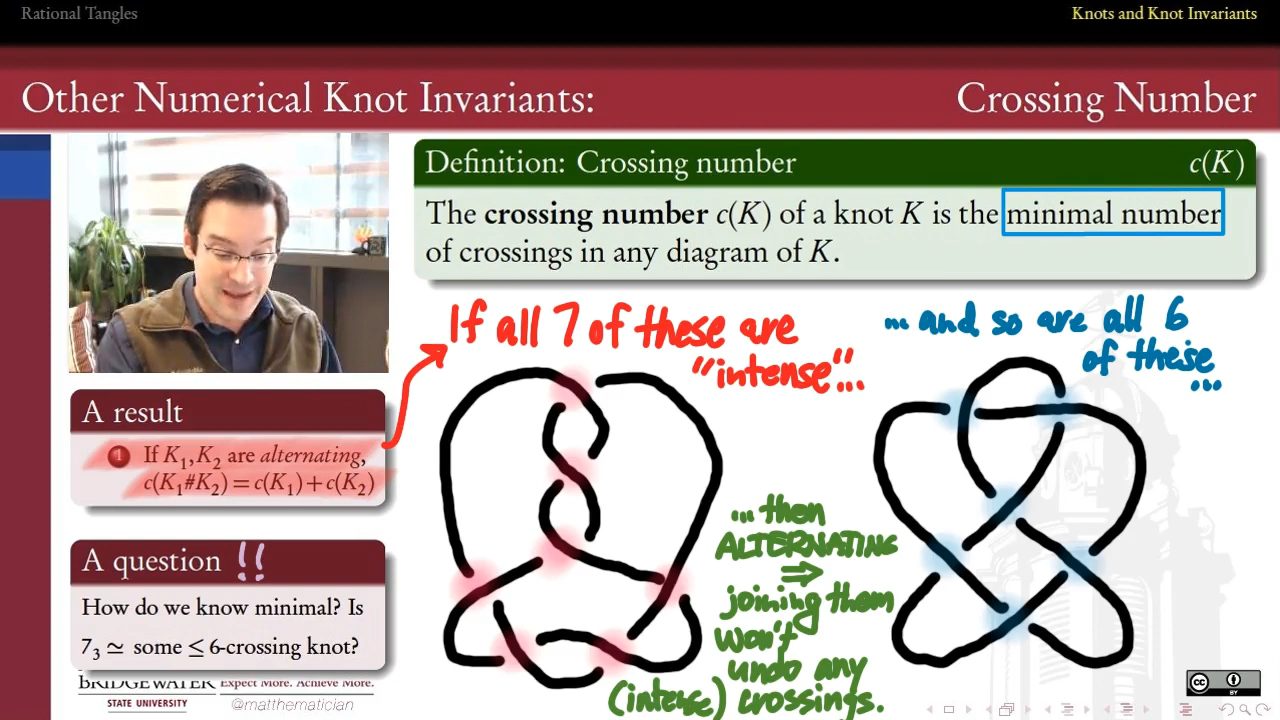 Rational Tangles
Knots and Knot Invariants
Other Numerical Knot Invariants:
Crossing Number
Definition: Crossing number
c(K)
The crossing number c(K) of a knot K is the minimal number
of crossings in any diagram of K.
If all 7 of these are
"intense"...
... and so are all 6
of these
...
A result
1 If K₁,K₂ are alternating,
c(K₁#K₂) = c(K₁)+c(K₂)
... then
ALTERNATING
⇒
joining them
won't
undo any
(intense) crossings.
A question !!
How do we know minimal? Is
7₃ ≃ some ≤ 6-crossing knot?
BRIDGEWATER
STATE UNIVERSITY
Expect More. Achieve More.
@matthematician
cc
BY